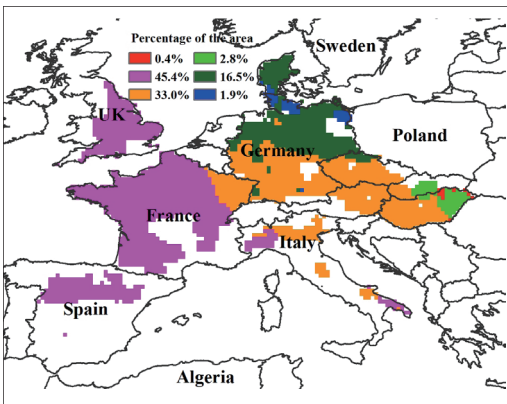 Percentage of the area
0.4% 2.8%
45.4% 16.5%
33.0% 1.9%
Sweden
UK
Poland
Germany
France
Italy
Spain
Algeria